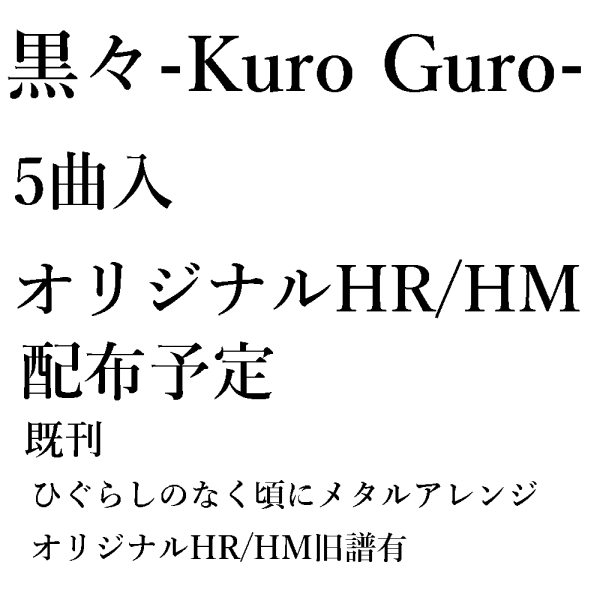 黒々-Kuro Guro-
5曲入
オリジナルHR/HM
配布予定
既刊
ひぐらしのなく頃にメタルアレンジ
オリジナルHR/HM旧譜有